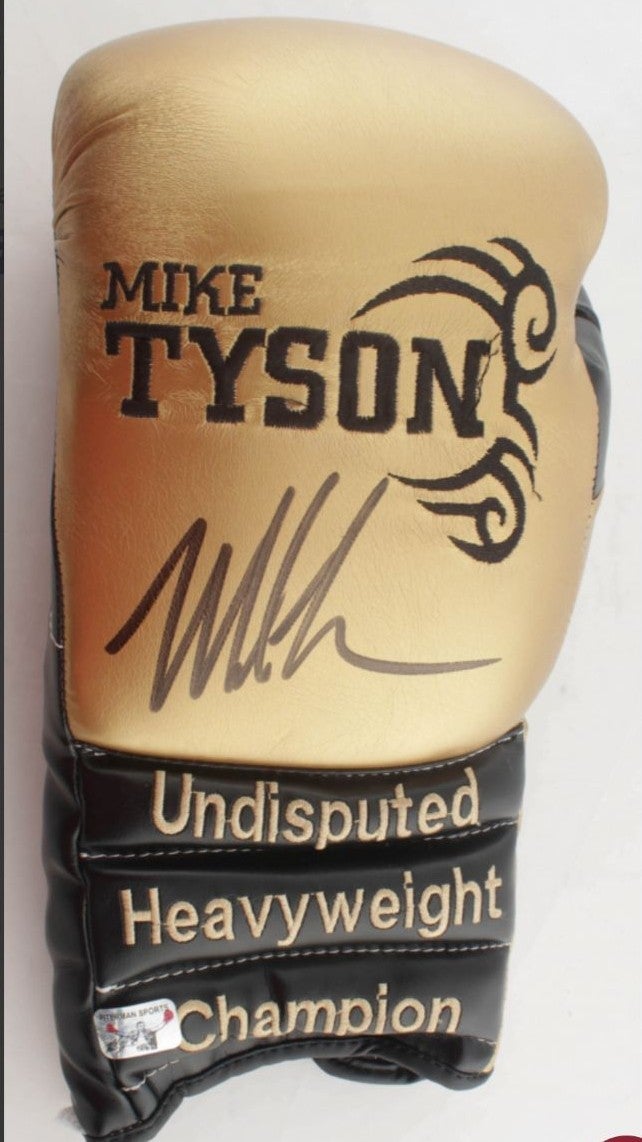 MIKE
TYSON
Undisputed
Heavyweight
Champion